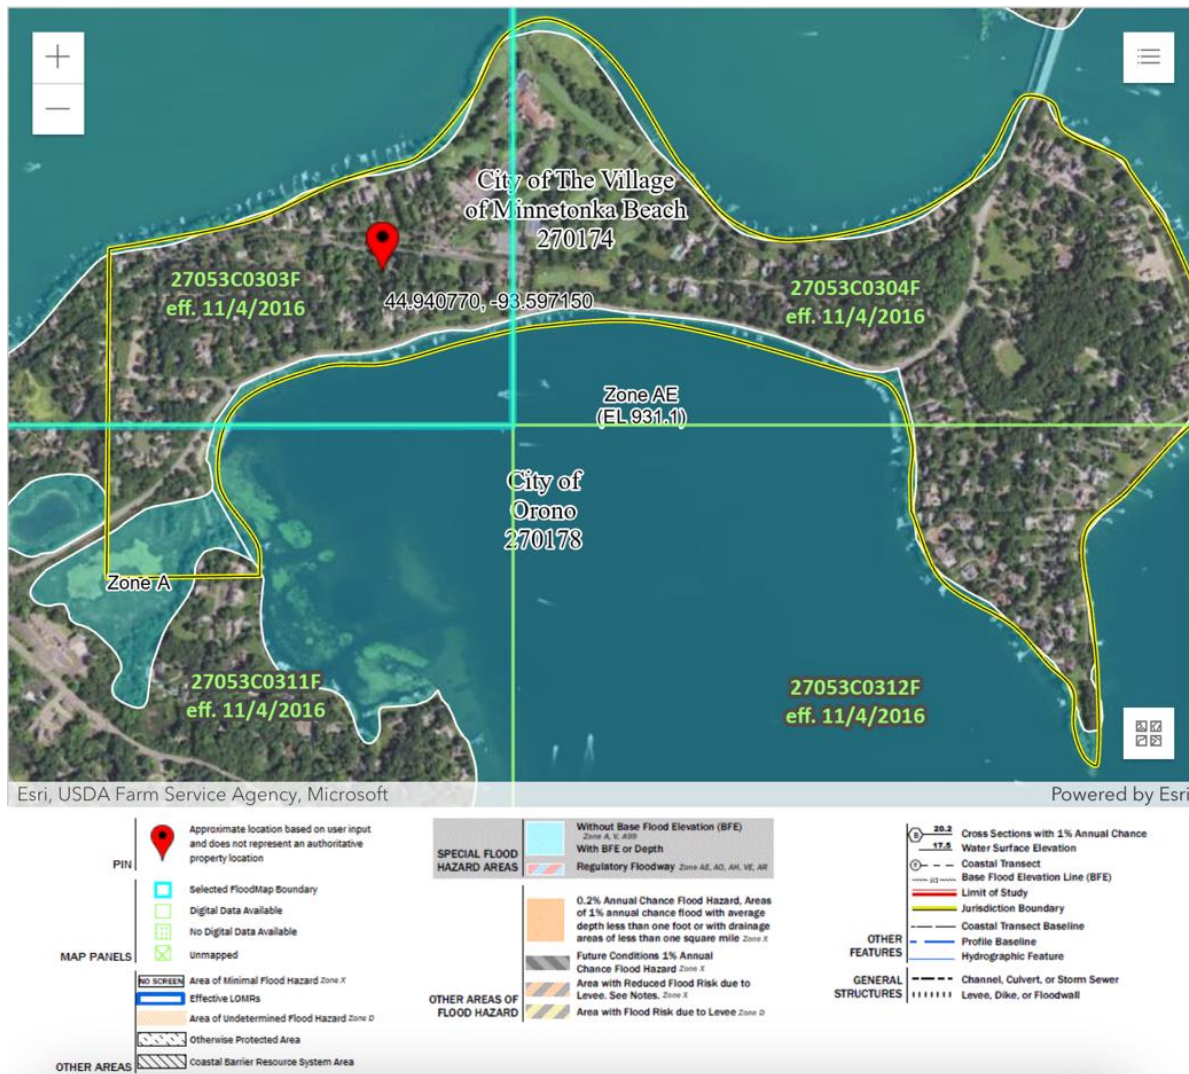 City of The Village
of Minnetonka Beach
270174
27053C0303F
eff. 11/4/2016
44.940770, -93.597150
27053C0304F
eff. 11/4/2016
Zone AE
(EL 931.1)
City of
Orono
270178
Zone A
27053C0311F
eff. 11/4/2016
27053C0312F
eff. 11/4/2016
Esri, USDA Farm Service Agency, Microsoft
Powered by Esri
PIN
Approximate location based on user input
and does not represent an authoritative
property location
MAP PANELS
Selected FloodMap Boundary
Digital Data Available
No Digital Data Available
Unmapped
OTHER AREAS
NO SCREEN Area of Minimal Flood Hazard Zone X
Effective LOMRs
Area of Undetermined Flood Hazard Zone D
Otherwise Protected Area
Coastal Barrier Resource System Area
SPECIAL FLOOD
HAZARD AREAS
Without Base Flood Elevation (BFE)
Zone A, V, A99
With BFE or Depth
Regulatory Floodway Zone AE, AO, AH, VE, AR
OTHER AREAS OF
FLOOD HAZARD
0.2% Annual Chance Flood Hazard, Areas
of 1% annual chance flood with average
depth less than one foot or with drainage
areas of less than one square mile Zone X
Future Conditions 1% Annual
Chance Flood Hazard Zone X
Area with Reduced Flood Risk due to
Levee. See Notes. Zone X
Area with Flood Risk due to Levee Zone D
OTHER
FEATURES
B 20.2 Cross Sections with 1% Annual Chance
17.5 Water Surface Elevation
Coastal Transect
Base Flood Elevation Line (BFE)
Limit of Study
Jurisdiction Boundary
Coastal Transect Baseline
Profile Baseline
Hydrographic Feature
GENERAL
STRUCTURES
Channel, Culvert, or Storm Sewer
Levee, Dike, or Floodwall